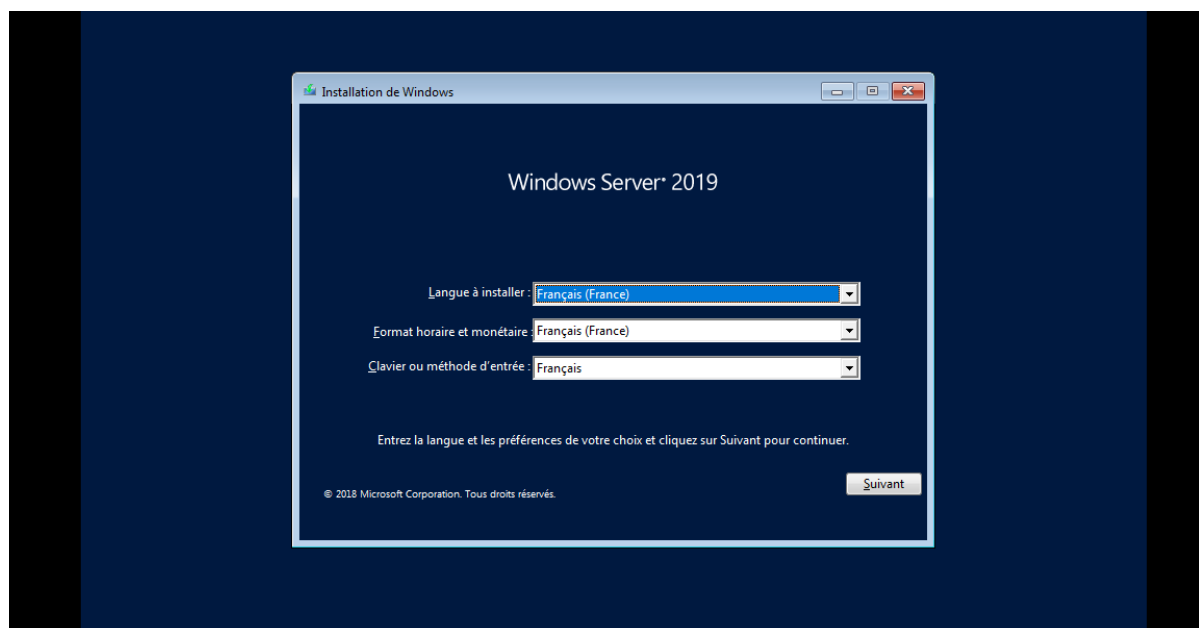 Installation de Windows
Windows Server® 2019
Langue à installer : Français (France)
Format horaire et monétaire : Français (France)
Clavier ou méthode d'entrée : Français
Entrez la langue et les préférences de votre choix et cliquez sur Suivant pour continuer.
Suivant
© 2018 Microsoft Corporation. Tous droits réservés.